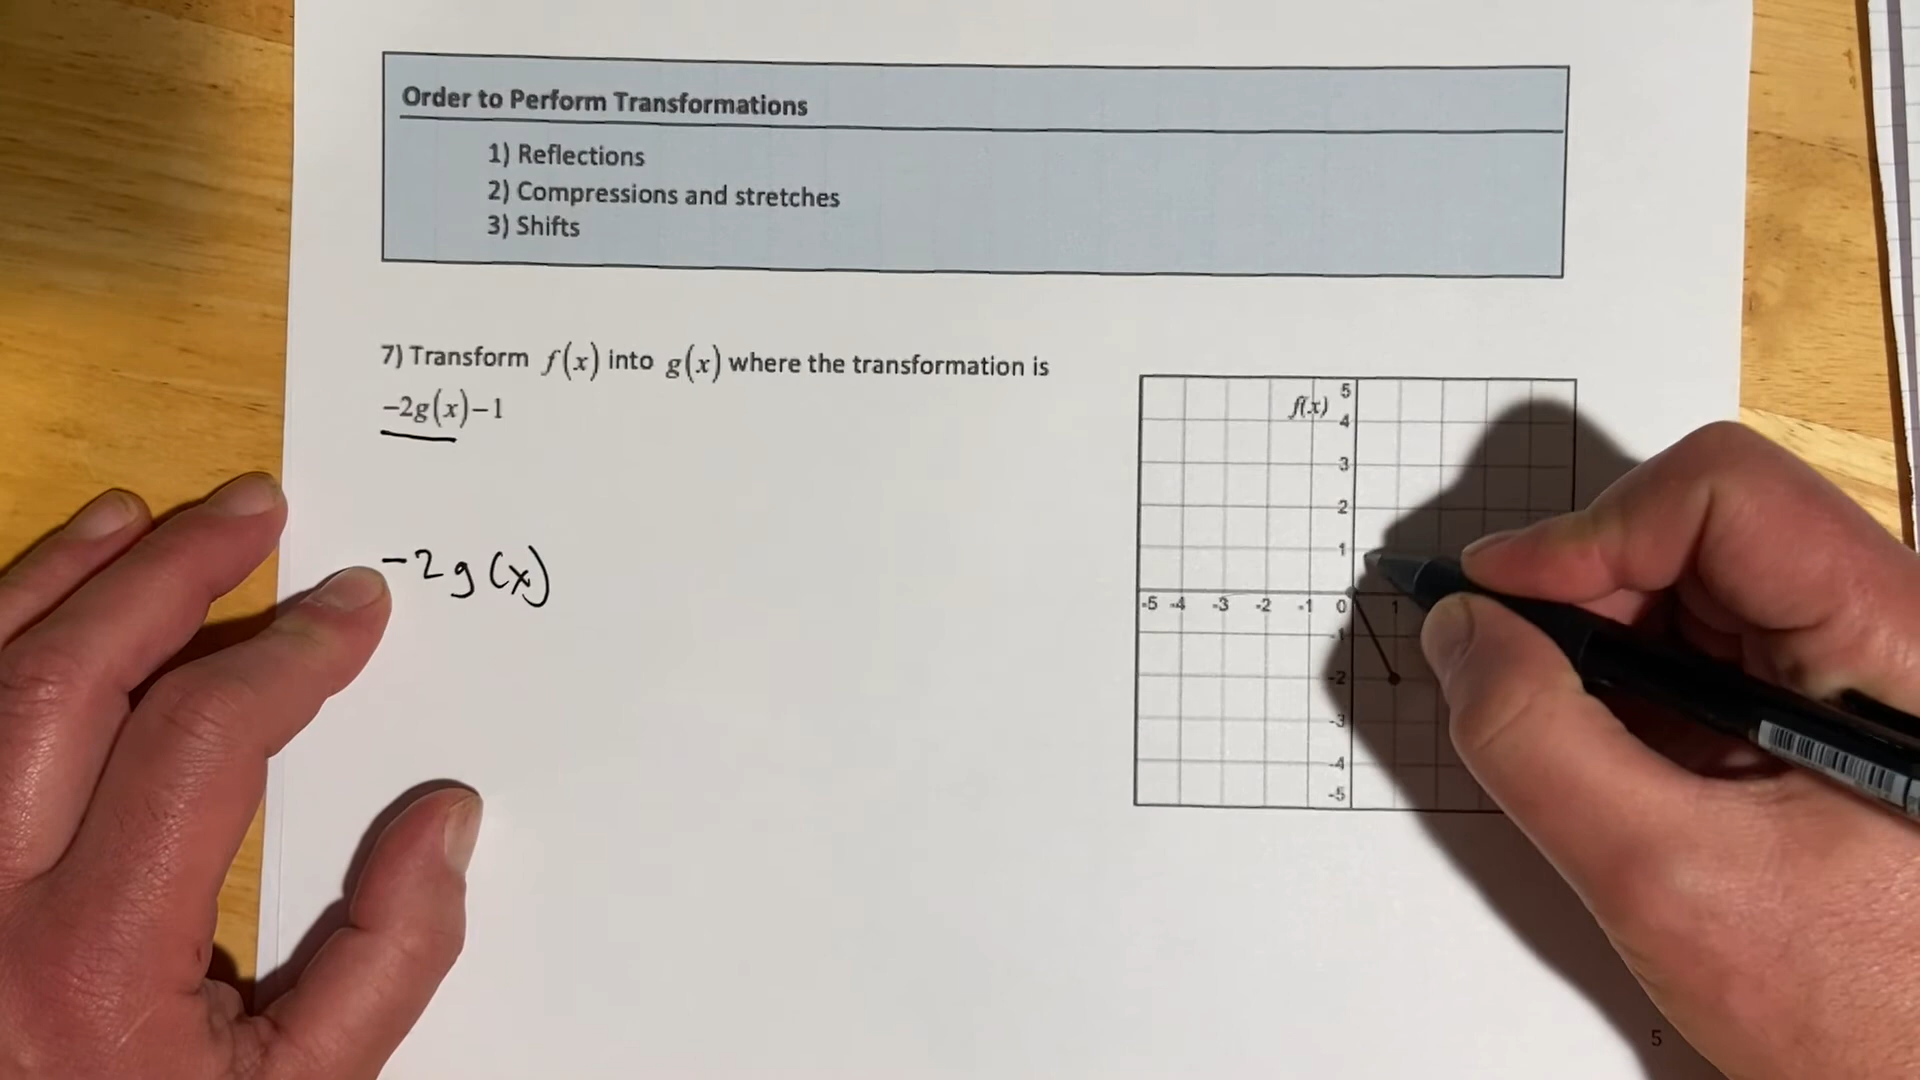 Order to Perform Transformations
1) Reflections
2) Compressions and stretches
3) Shifts
7) Transform f(x) into g(x) where the transformation is
−2g(x)−1
-2g(x)
f(x)
5
4
3
2
1
-5 -4 -3 -2 -1 0 1
-1
-2
-3
-4
-5
5